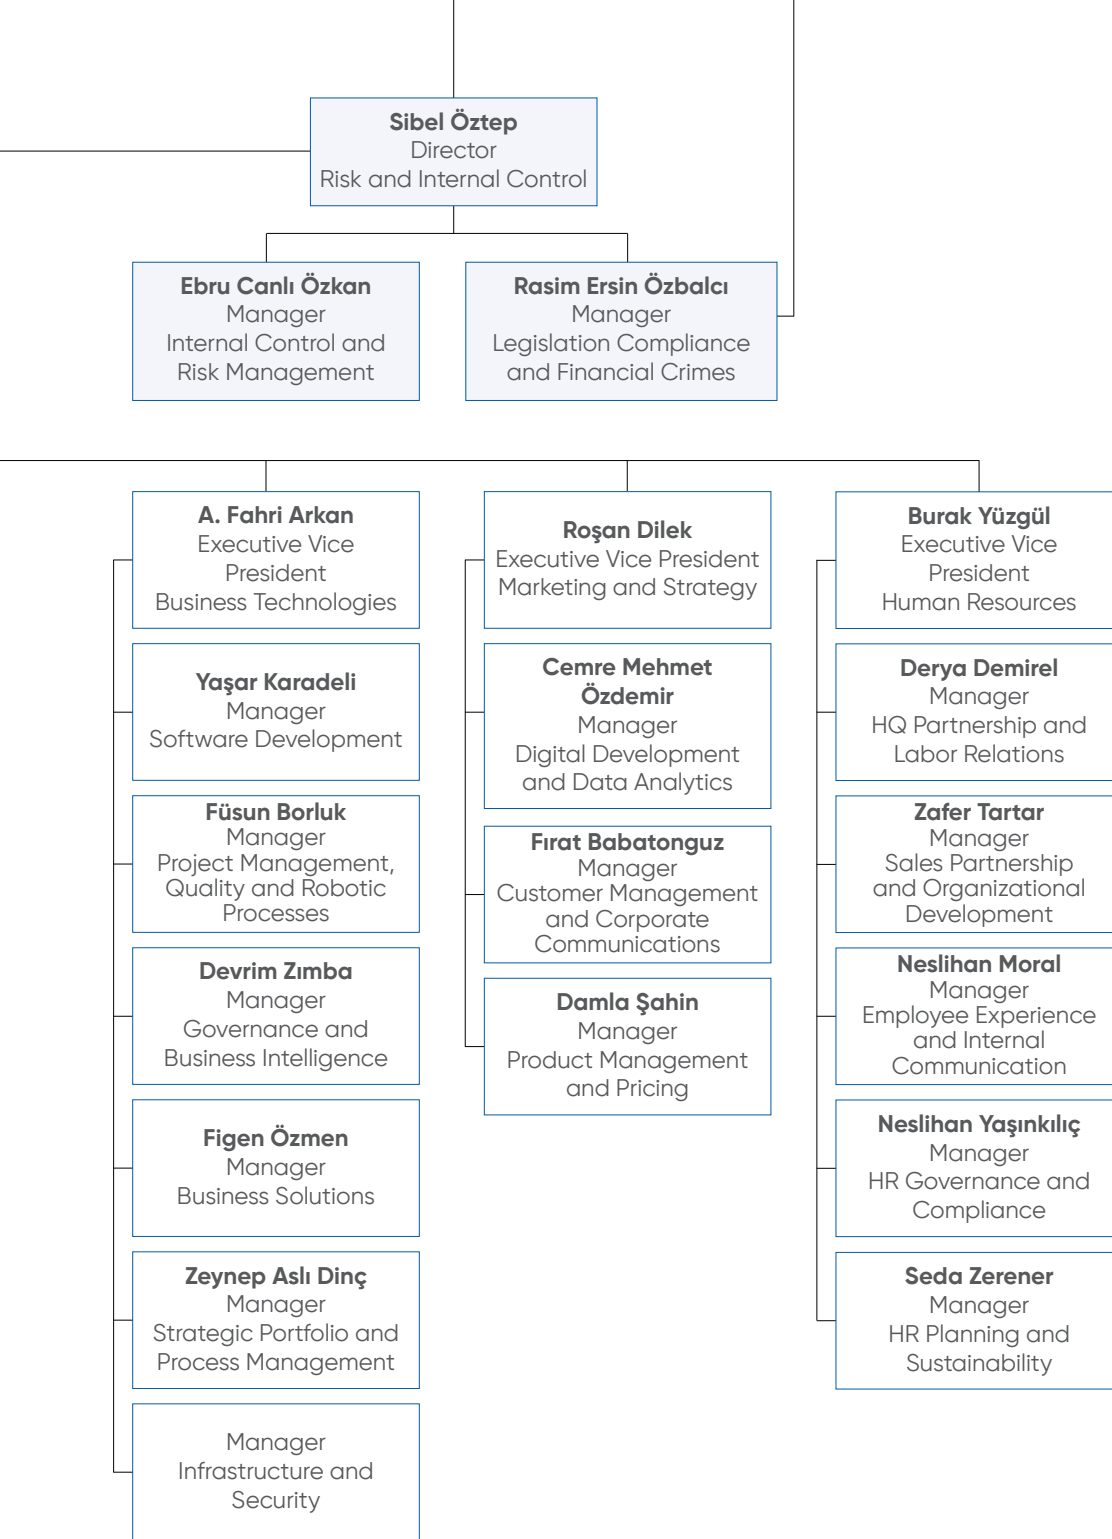 Sibel Öztep
Director
Risk and Internal Control
Ebru Canlı Özkan
Manager
Internal Control and
Risk Management
Rasim Ersin Özbalcı
Manager
Legislation Compliance
and Financial Crimes
A. Fahri Arkan
Executive Vice
President
Business Technologies
Yaşar Karadeli
Manager
Software Development
Füsun Borluk
Manager
Project Management,
Quality and Robotic
Processes
Devrim Zımba
Manager
Governance and
Business Intelligence
Figen Özmen
Manager
Business Solutions
Zeynep Aslı Dinç
Manager
Strategic Portfolio and
Process Management
Manager
Infrastructure and
Security
Roşan Dilek
Executive Vice President
Marketing and Strategy
Cemre Mehmet
Özdemir
Manager
Digital Development
and Data Analytics
Fırat Babatonguz
Manager
Customer Management
and Corporate
Communications
Damla Şahin
Manager
Product Management
and Pricing
Burak Yüzgül
Executive Vice
President
Human Resources
Derya Demirel
Manager
HQ Partnership and
Labor Relations
Zafer Tartar
Manager
Sales Partnership
and Organizational
Development
Neslihan Moral
Manager
Employee Experience
and Internal
Communication
Neslihan Yaşınkılıç
Manager
HR Governance and
Compliance
Seda Zerener
Manager
HR Planning and
Sustainability